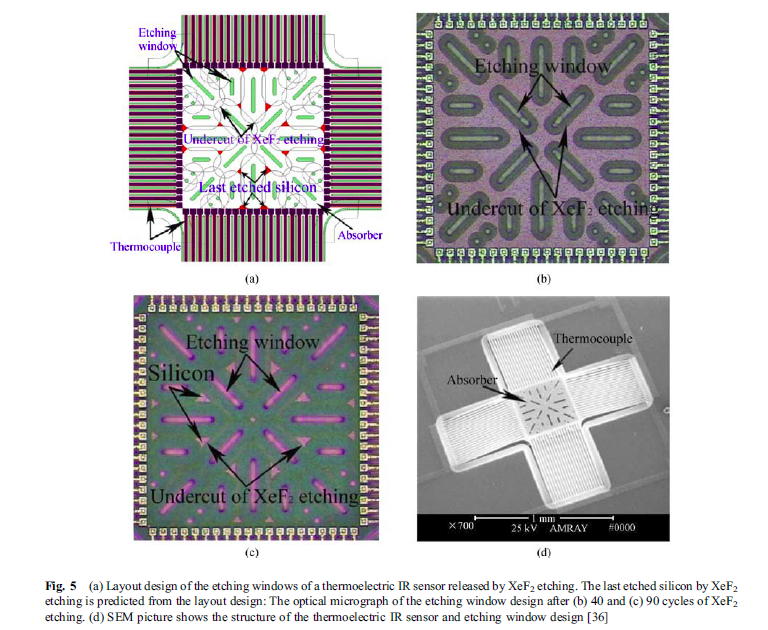 Etching
window
Undercut of XeF2 etching
Last etched silicon
Absorber
Thermocouple
(a)
Etching window
Undercut of XeF2 etching
(b)
Etching window
Silicon
Undercut of XeF2 etching
(c)
Thermocouple
Absorber
1 mm
×700 25 kV AMRAY #0000
(d)
Fig. 5 (a) Layout design of the etching windows of a thermoelectric IR sensor released by XeF2 etching. The last etched silicon by XeF2
etching is predicted from the layout design: The optical micrograph of the etching window design after (b) 40 and (c) 90 cycles of XeF2
etching. (d) SEM picture shows the structure of the thermoelectric IR sensor and etching window design [36]